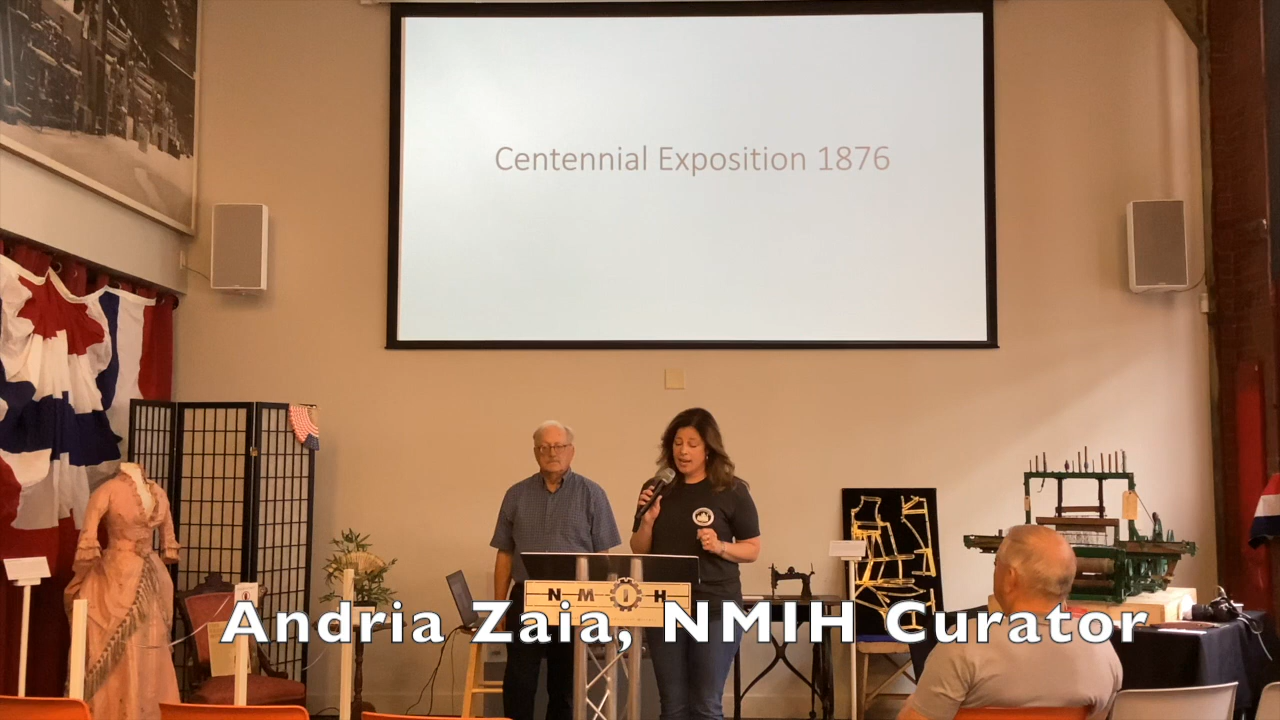 Centennial Exposition 1876
NMIH
Andria Zaia, NMIH Curator